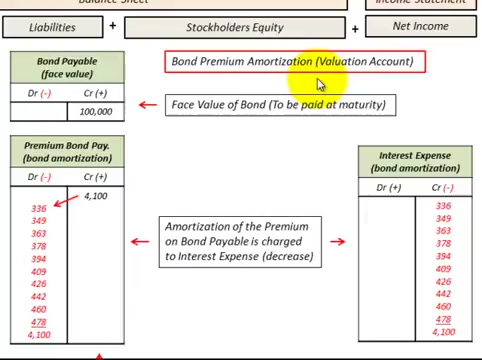 Balance Sheet
Income Statement
Liabilities
+
Stockholders Equity
+
Net Income
Bond Payable
(face value)
Dr (-) Cr (+)
100,000
Bond Premium Amortization (Valuation Account)
Face Value of Bond (To be paid at maturity)
Premium Bond Pay.
(bond amortization)
Dr (-) Cr (+)
4,100
336
349
363
378
394
409
426
442
460
478
4,100
Amortization of the Premium
on Bond Payable is charged
to Interest Expense (decrease)
Interest Expense
(bond amortization)
Dr (+) Cr (-)
336
349
363
378
394
409
426
442
460
478
4,100